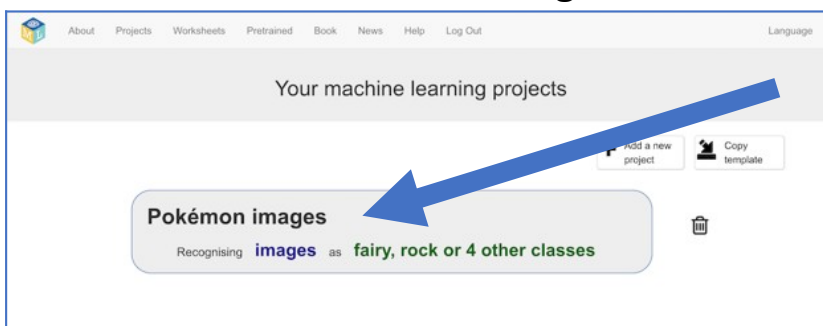 About Projects Worksheets Pretrained Book News Help Log Out Language
Your machine learning projects
Add a new
project
Copy
template
Pokémon images
Recognising images as fairy, rock or 4 other classes